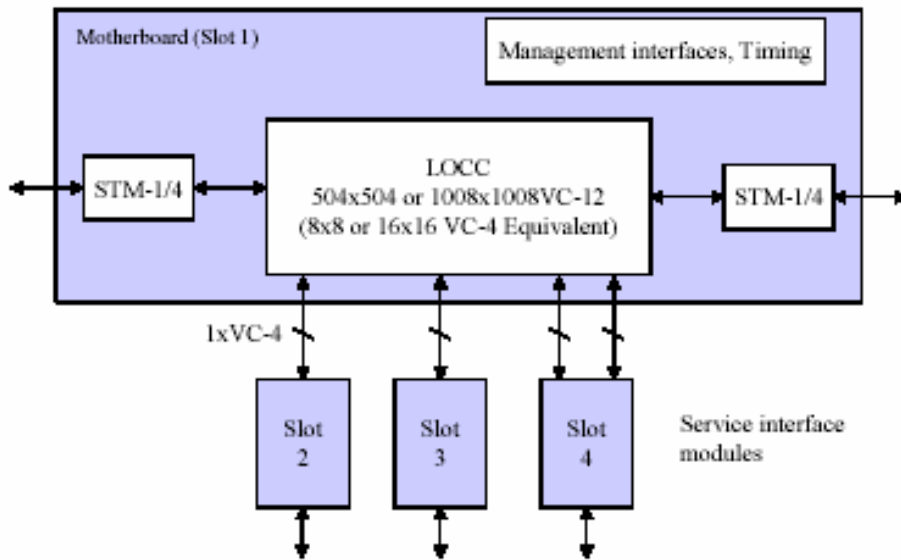 Motherboard (Slot 1)
Management interfaces, Timing
LOCC
504x504 or 1008x1008VC-12
(8x8 or 16x16 VC-4 Equivalent)
STM-1/4
STM-1/4
1xVC-4
Slot
2
Slot
3
Slot
4
Service interface
modules